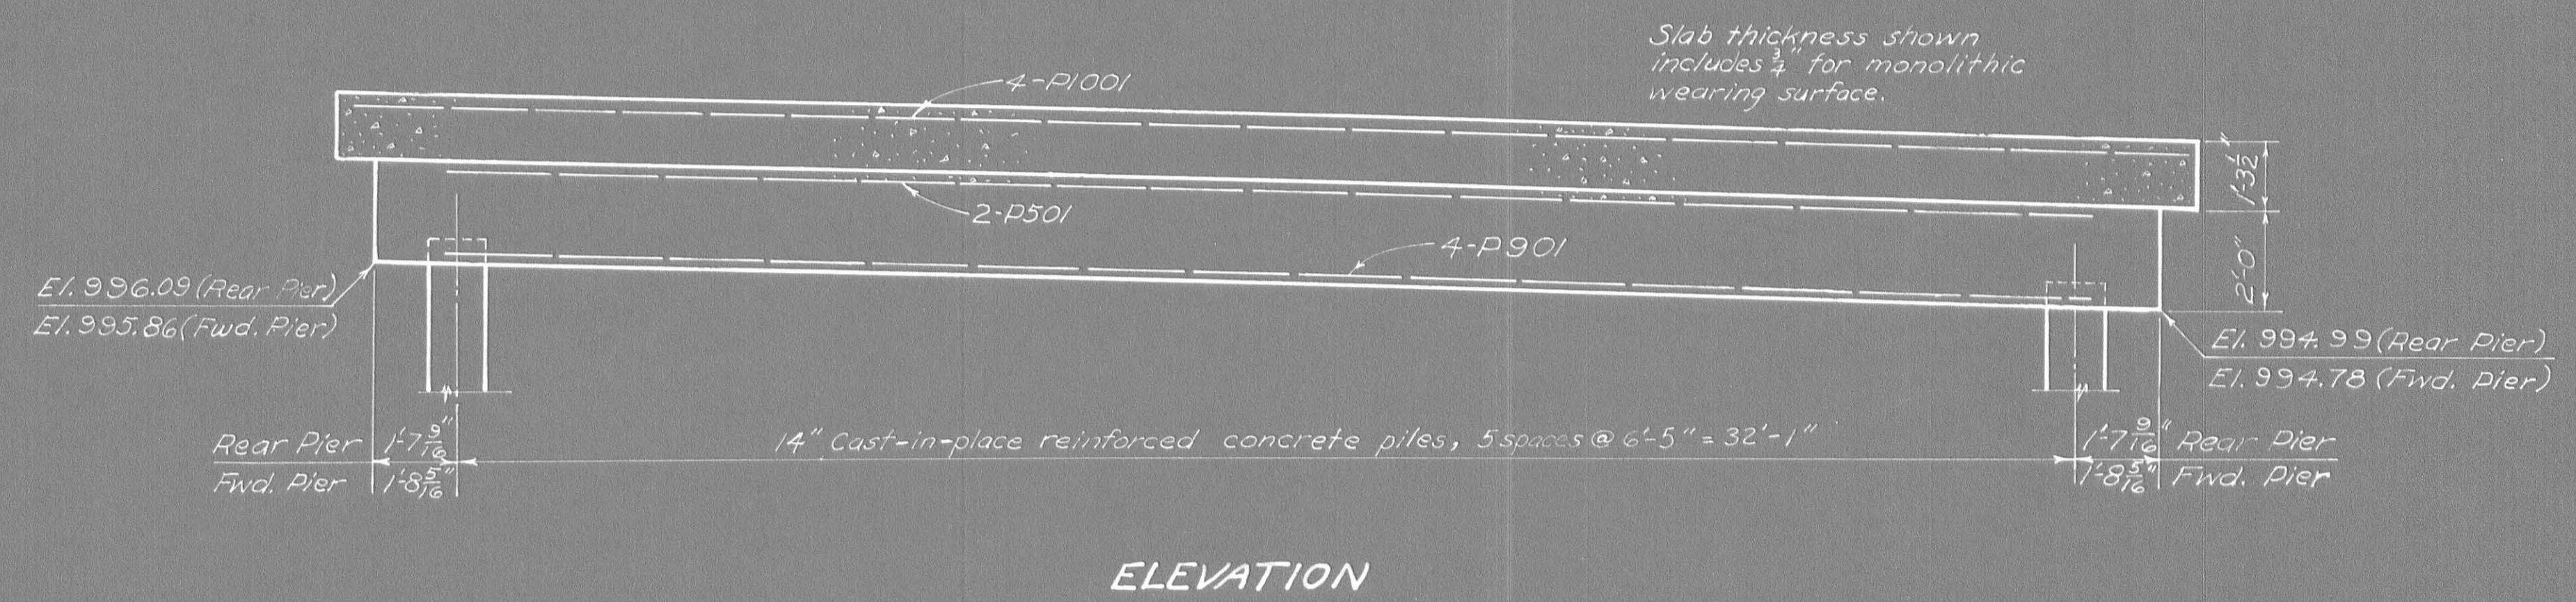 Slab thickness shown
includes 3/4" for monolithic
wearing surface.
4-P1001
2-P501
4-P901
1'-3 1/2"
2'-0"
El. 996.09 (Rear Pier)
El. 995.86 (Fwd. Pier)
El. 994.99 (Rear Pier)
El. 994.78 (Fwd. Pier)
Rear Pier 1'-7 9/16"
Fwd. Pier 1'-8 5/16"
14" Cast-in-place reinforced concrete piles, 5 spaces @ 6'-5" = 32'-1"
1'-7 9/16" Rear Pier
1'-8 5/16" Fwd. Pier
ELEVATION